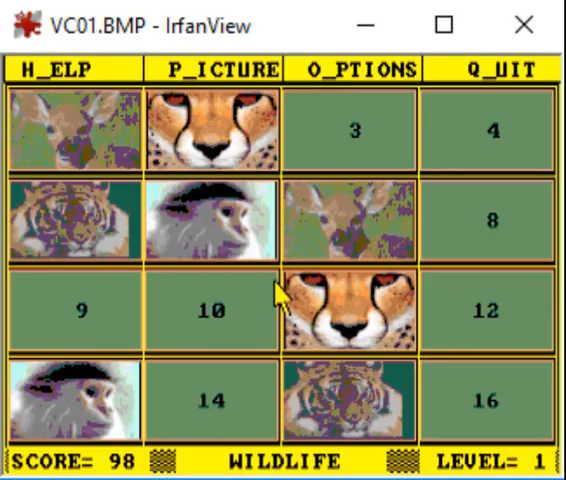 VC01.BMP - IrfanView
H_ELP P_ICTURE O_PTIONS Q_UIT
3 4
8
9 10 12
14 16
SCORE= 98 WILDLIFE LEVEL= 1